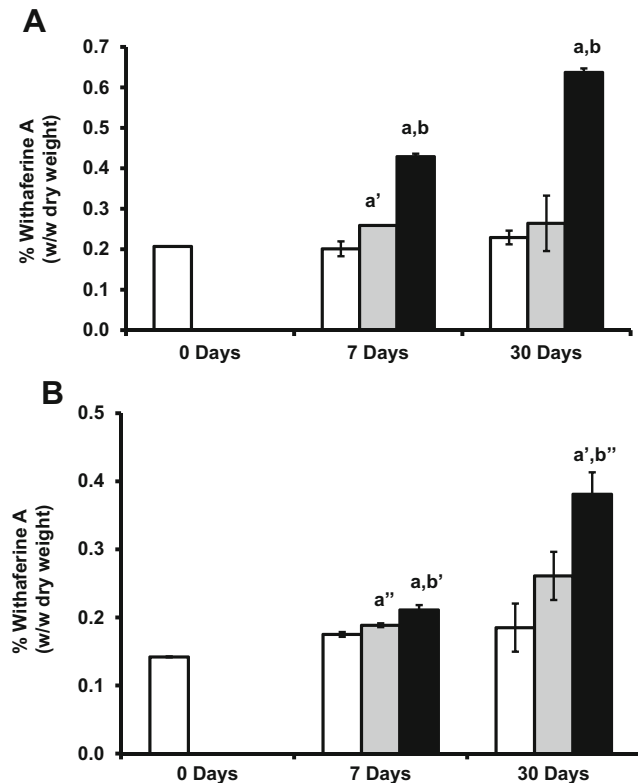 A
% Withaferine A
(w/w dry weight)
0.7
0.6
0.5
0.4
0.3
0.2
0.1
0.0
a'
a,b
a,b
0 Days
7 Days
30 Days
B
% Withaferine A
(w/w dry weight)
0.5
0.4
0.3
0.2
0.1
0.0
a''
a,b'
a',b''
0 Days
7 Days
30 Days